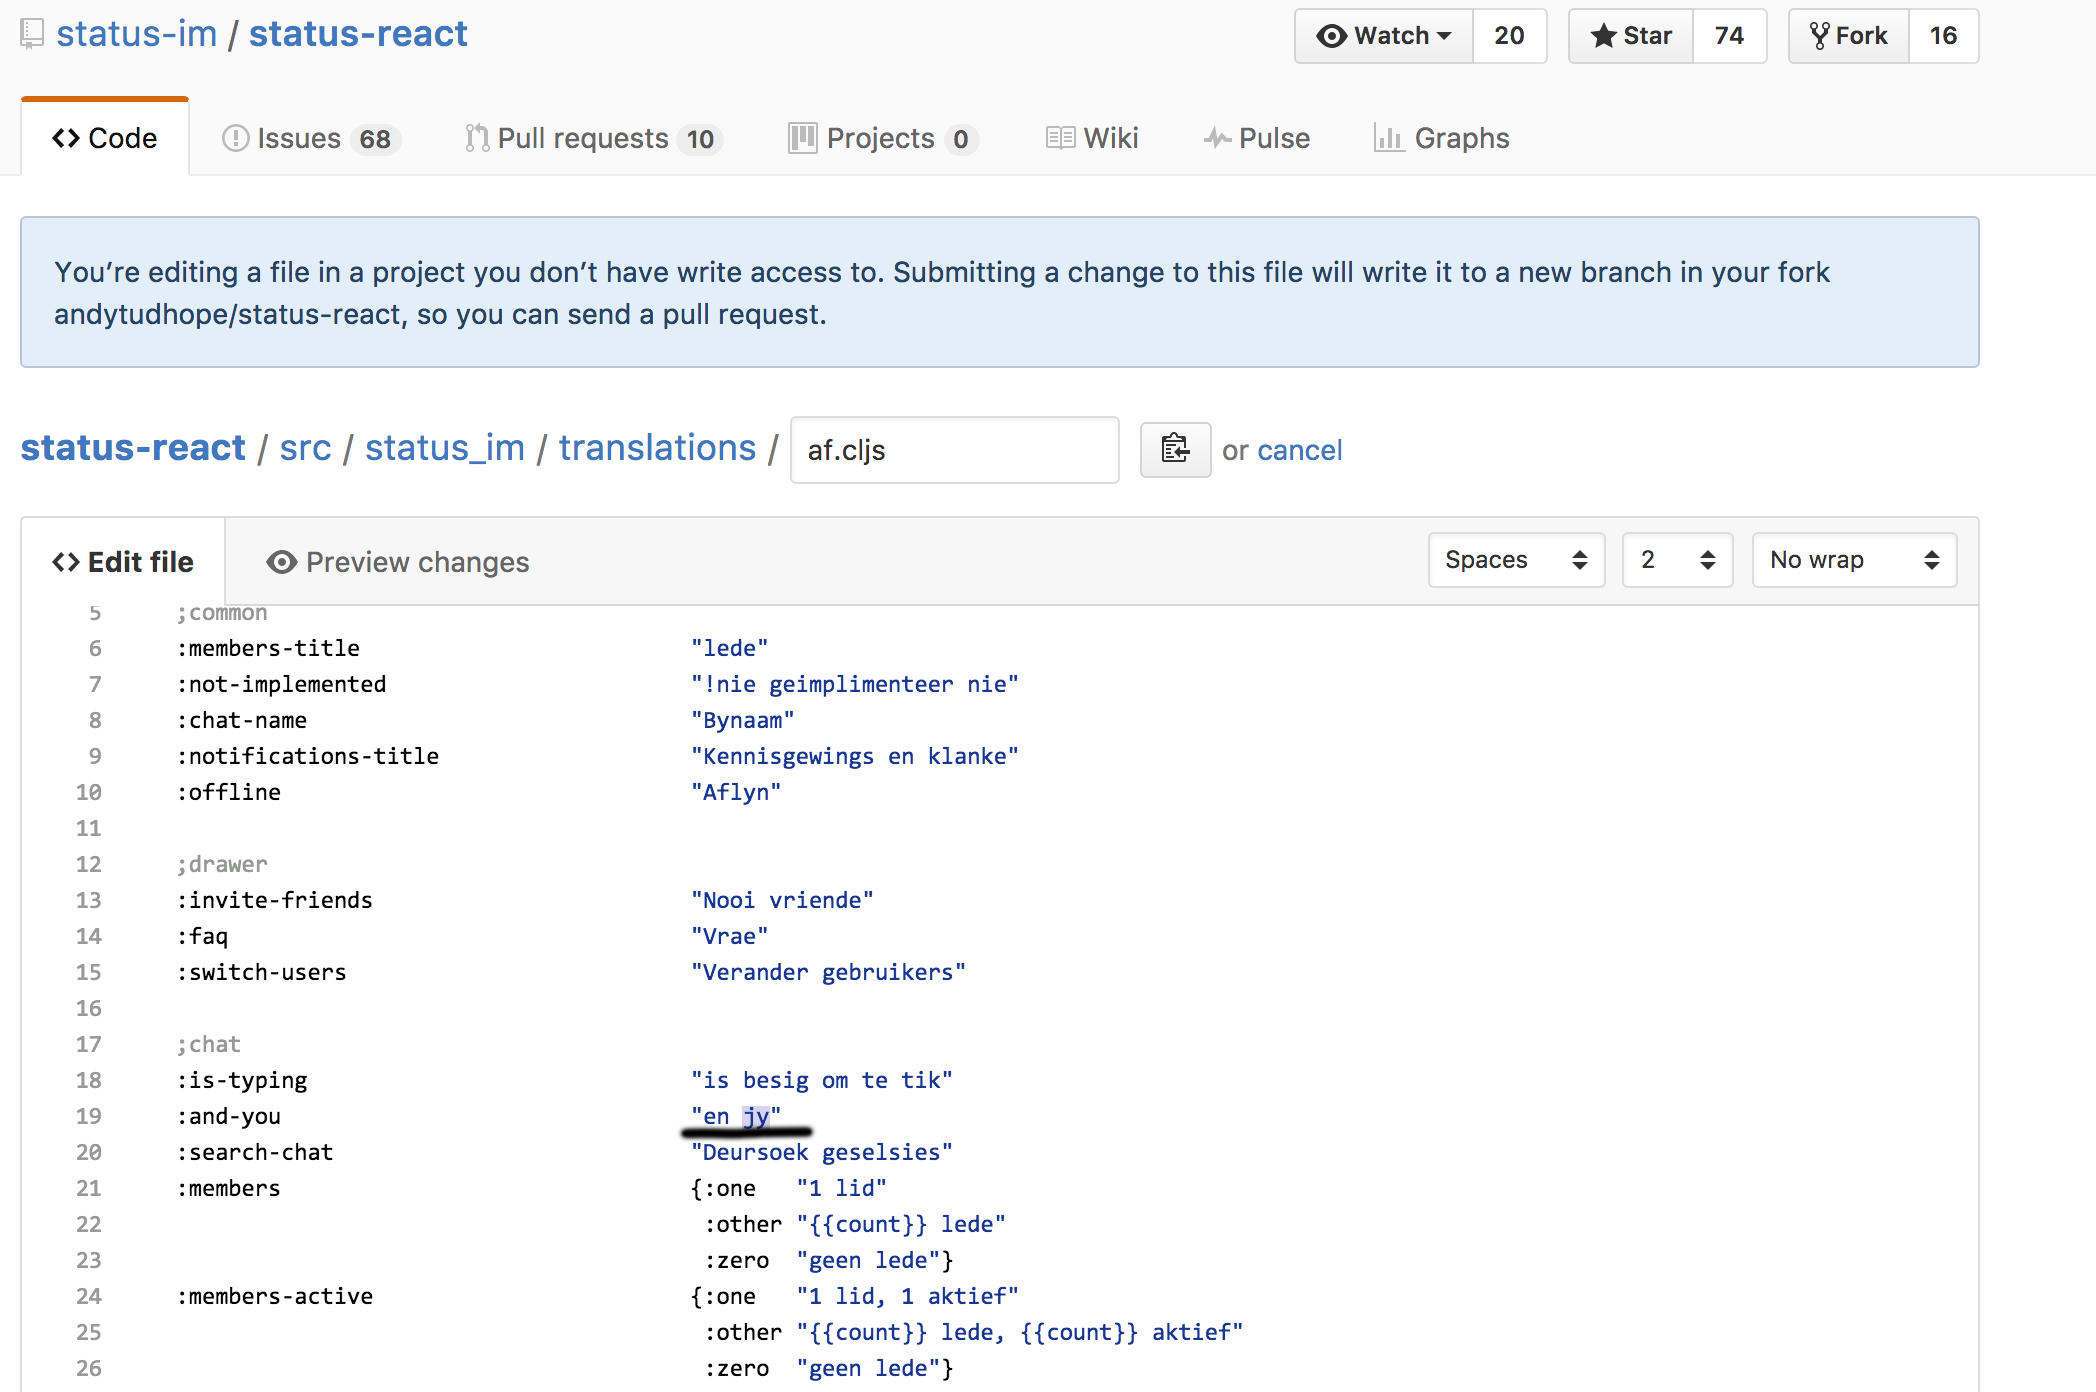 status-im / status-react
Watch 20
Star 74
Fork 16
Code
Issues 68
Pull requests 10
Projects 0
Wiki
Pulse
Graphs
You’re editing a file in a project you don’t have write access to. Submitting a change to this file will write it to a new branch in your fork
andytudhope/status-react, so you can send a pull request.
status-react / src / status_im / translations / af.cljs or cancel
Edit file
Preview changes
Spaces
2
No wrap
5 ;common
6 :members-title "lede"
7 :not-implemented "!nie geimplimenteer nie"
8 :chat-name "Bynaam"
9 :notifications-title "Kennisgewings en klanke"
10 :offline "Aflyn"
11
12 ;drawer
13 :invite-friends "Nooi vriende"
14 :faq "Vrae"
15 :switch-users "Verander gebruikers"
16
17 ;chat
18 :is-typing "is besig om te tik"
19 :and-you "en jy"
20 :search-chat "Deursoek geselsies"
21 :members {:one "1 lid"
22 :other "{{count}} lede"
23 :zero "geen lede"}
24 :members-active {:one "1 lid, 1 aktief"
25 :other "{{count}} lede, {{count}} aktief"
26 :zero "geen lede"}